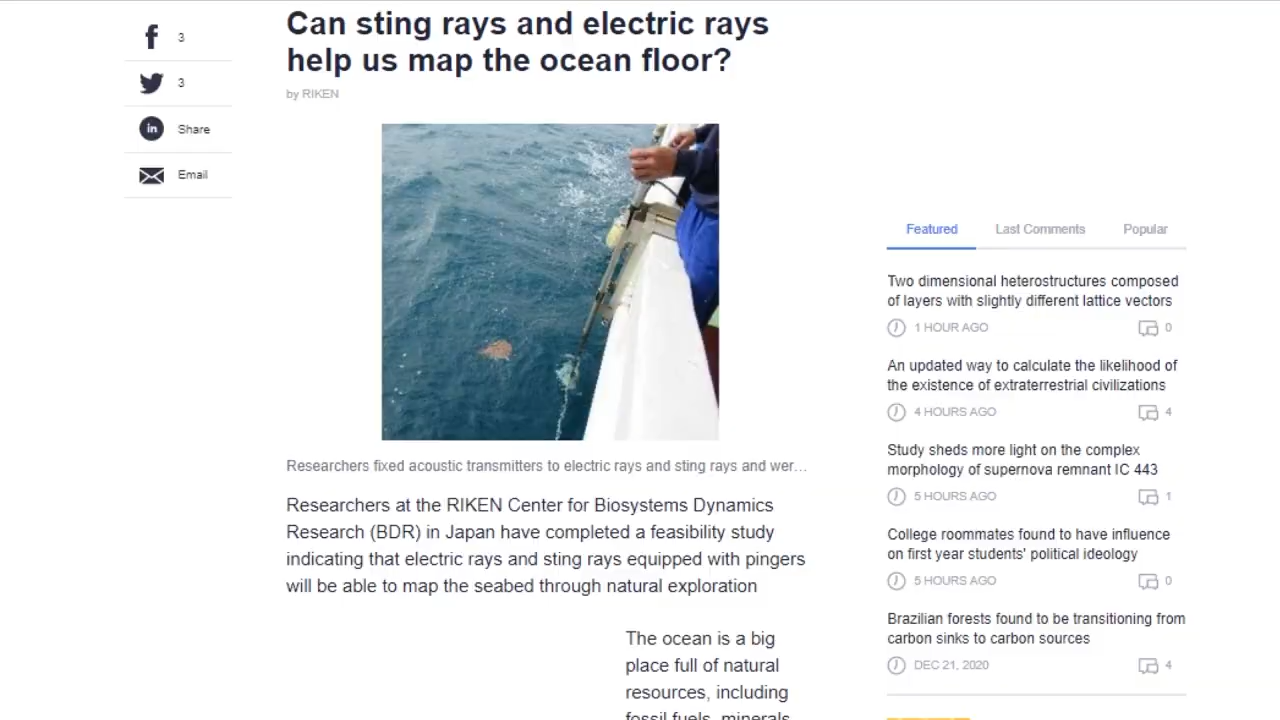 Can sting rays and electric rays
help us map the ocean floor?
by RIKEN
3
3
in Share
Email
Researchers fixed acoustic transmitters to electric rays and sting rays and wer...
Researchers at the RIKEN Center for Biosystems Dynamics
Research (BDR) in Japan have completed a feasibility study
indicating that electric rays and sting rays equipped with pingers
will be able to map the seabed through natural exploration
The ocean is a big
place full of natural
resources, including
fossil fuels, minerals
Featured Last Comments Popular
Two dimensional heterostructures composed
of layers with slightly different lattice vectors
1 HOUR AGO 0
An updated way to calculate the likelihood of
the existence of extraterrestrial civilizations
4 HOURS AGO 4
Study sheds more light on the complex
morphology of supernova remnant IC 443
5 HOURS AGO 1
College roommates found to have influence
on first year students' political ideology
5 HOURS AGO 0
Brazilian forests found to be transitioning from
carbon sinks to carbon sources
DEC 21, 2020 4